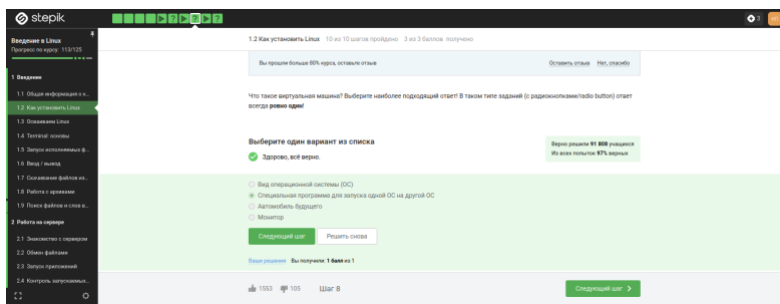 stepik
3
Введение в Linux
Прогресс по курсу: 113/125
1.2 Как установить Linux 10 из 10 шагов пройдено 3 из 3 баллов получено
Вы прошли больше 80% курса, оставьте отзыв
Оставить отзыв Нет, спасибо
1 Введение
1.1 Общая информация о к...
1.2 Как установить Linux
1.3 Осваиваем Linux
1.4 Terminal: основы
1.5 Запуск исполняемых ф...
1.6 Ввод / вывод
1.7 Скачивание файлов из...
1.8 Работа с архивами
1.9 Поиск файлов и слов в...
2 Работа на сервере
2.1 Знакомство с сервером
2.2 Обмен файлами
2.3 Запуск приложений
2.4 Контроль запускаемых...
Что такое виртуальная машина? Выберите наиболее подходящий ответ! В таком типе заданий (с радиокнопками/radio button) ответ
всегда ровно один!
Выберите один вариант из списка
Здорово, всё верно.
Верно решили 91 808 учащихся
Из всех попыток 97% верных
Вид операционной системы (ОС)
Специальная программа для запуска одной ОС на другой ОС
Автомобиль будущего
Монитор
Следующий шаг Решить снова
Ваши решения Вы получили: 1 балл из 1
1553 105 Шаг 8
Следующий шаг